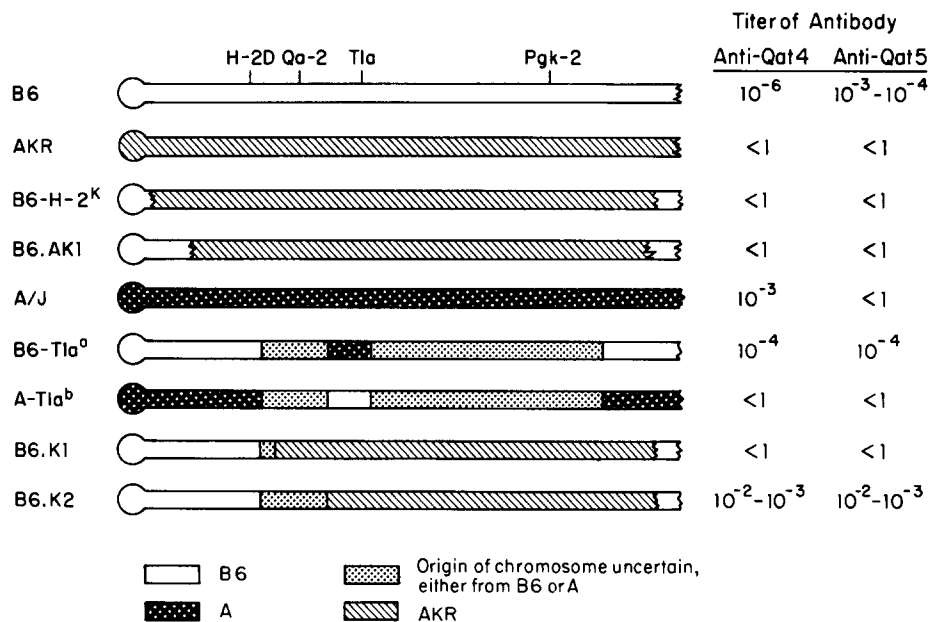 Titer of Antibody
H-2D Qa-2 Tla Pgk-2 Anti-Qat4 Anti-Qat5
B6 10⁻⁶ 10⁻³-10⁻⁴
AKR <1 <1
B6-H-2ᴷ <1 <1
B6.AK1 <1 <1
A/J 10⁻³ <1
B6-Tlaᵃ 10⁻⁴ 10⁻⁴
A-Tlaᵇ <1 <1
B6.K1 <1 <1
B6.K2 10⁻²-10⁻³ 10⁻²-10⁻³
B6 Origin of chromosome uncertain,
either from B6 or A
A AKR